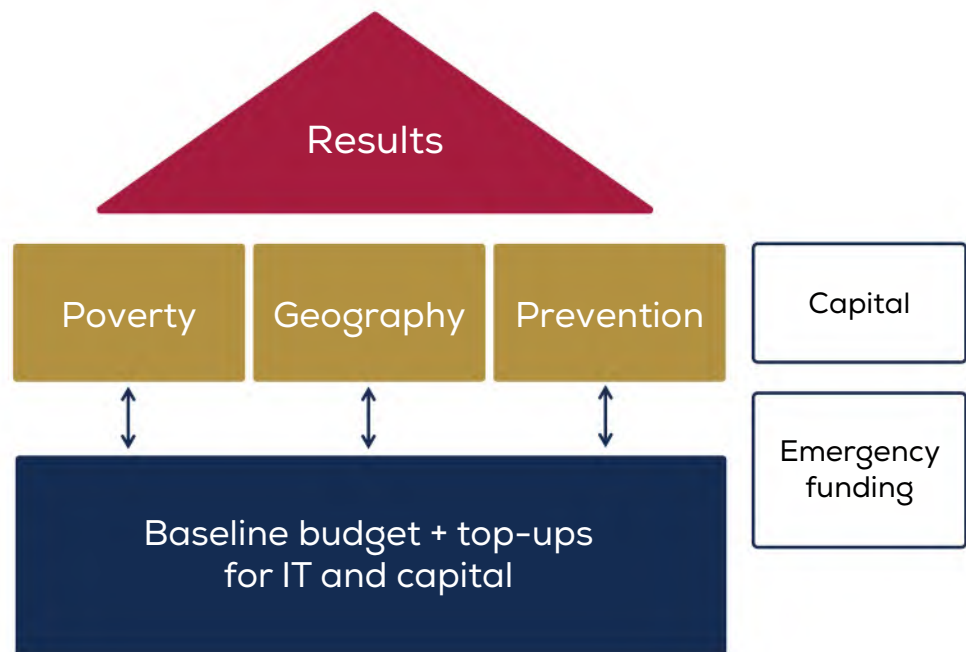 Results
Poverty
Geography
Prevention
Capital
Emergency
funding
Baseline budget + top-ups
for IT and capital